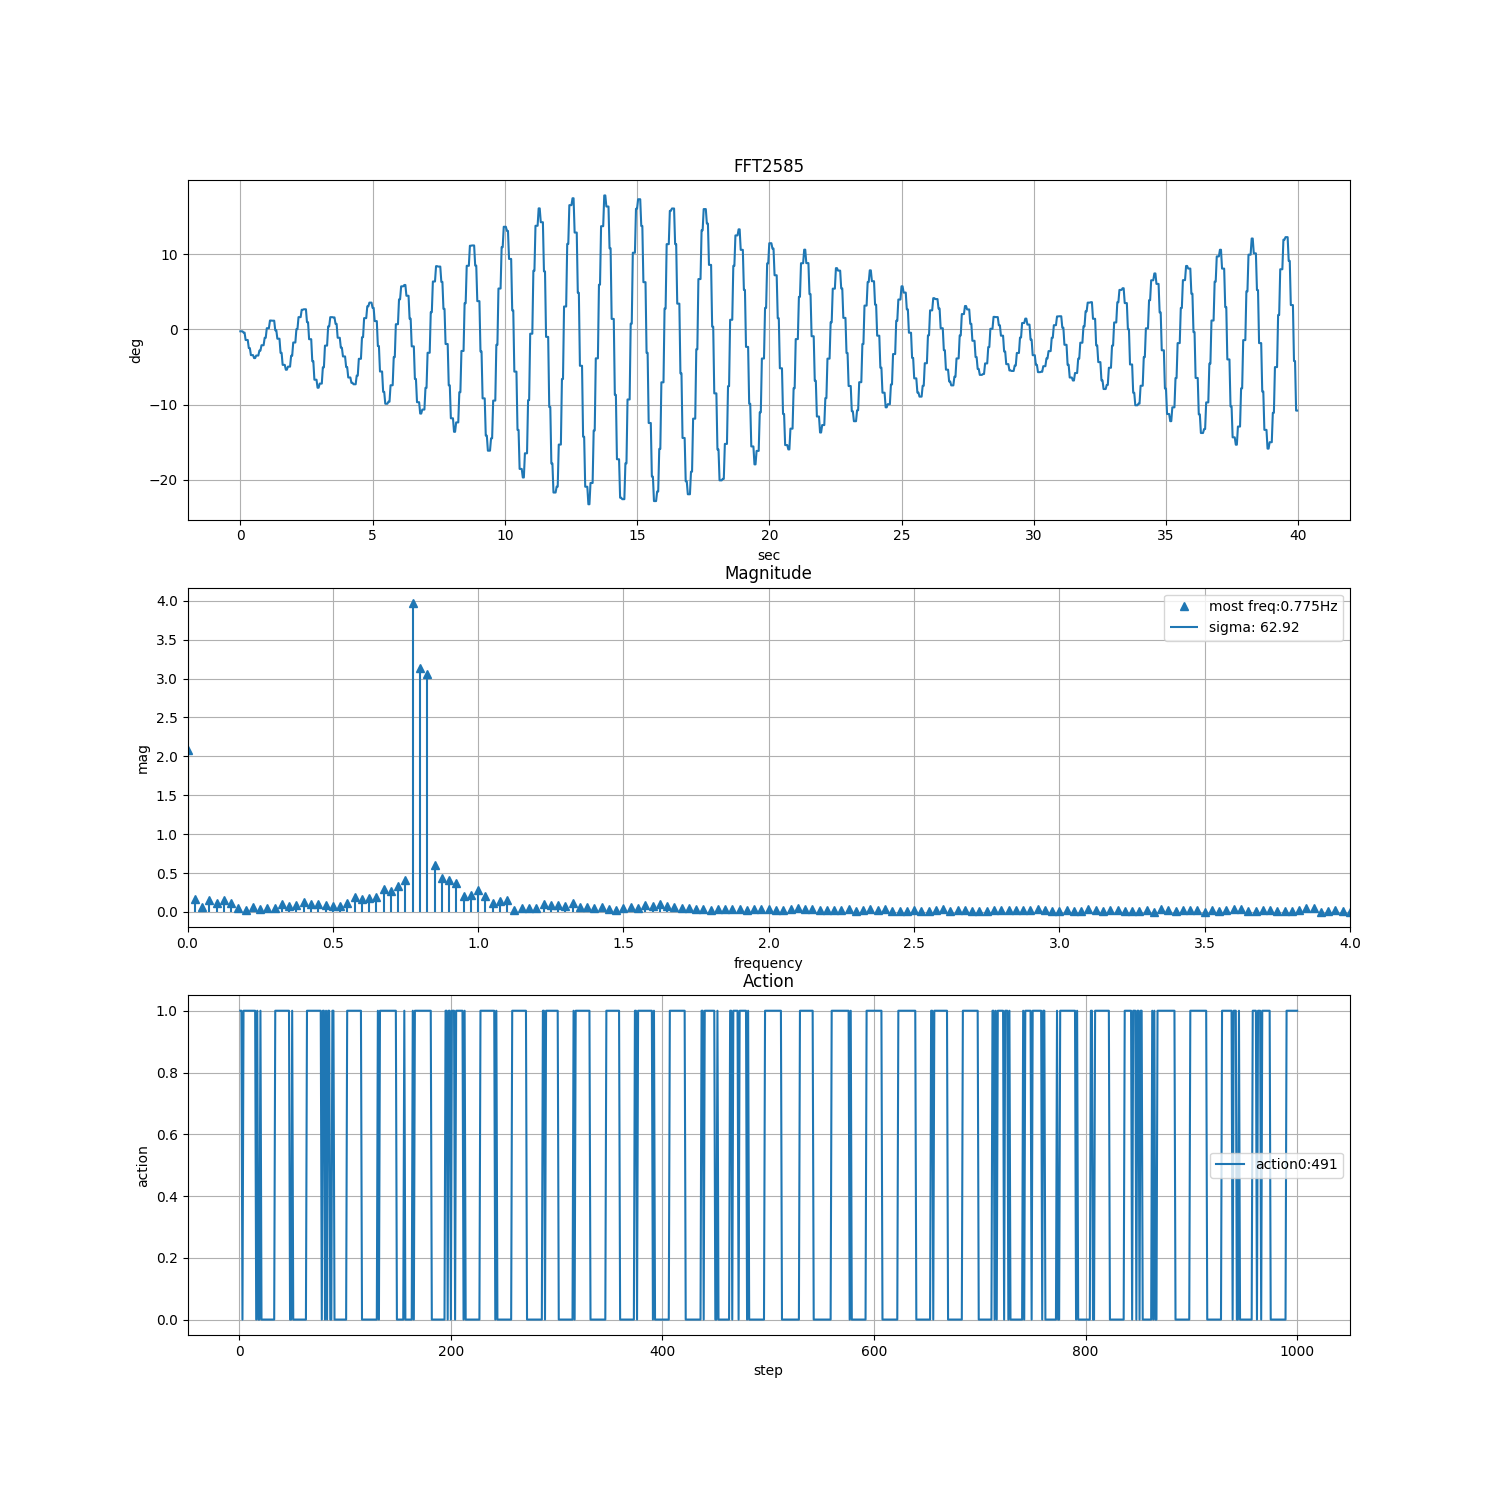 FFT2585
10
0
−10
−20
deg
0 5 10 15 20 25 30 35 40
sec
Magnitude
4.0
3.5
3.0
2.5
2.0
1.5
1.0
0.5
0.0
mag
most freq:0.775Hz
sigma: 62.92
0.0 0.5 1.0 1.5 2.0 2.5 3.0 3.5 4.0
frequency
Action
1.0
0.8
0.6
0.4
0.2
0.0
action
action0:491
0 200 400 600 800 1000
step